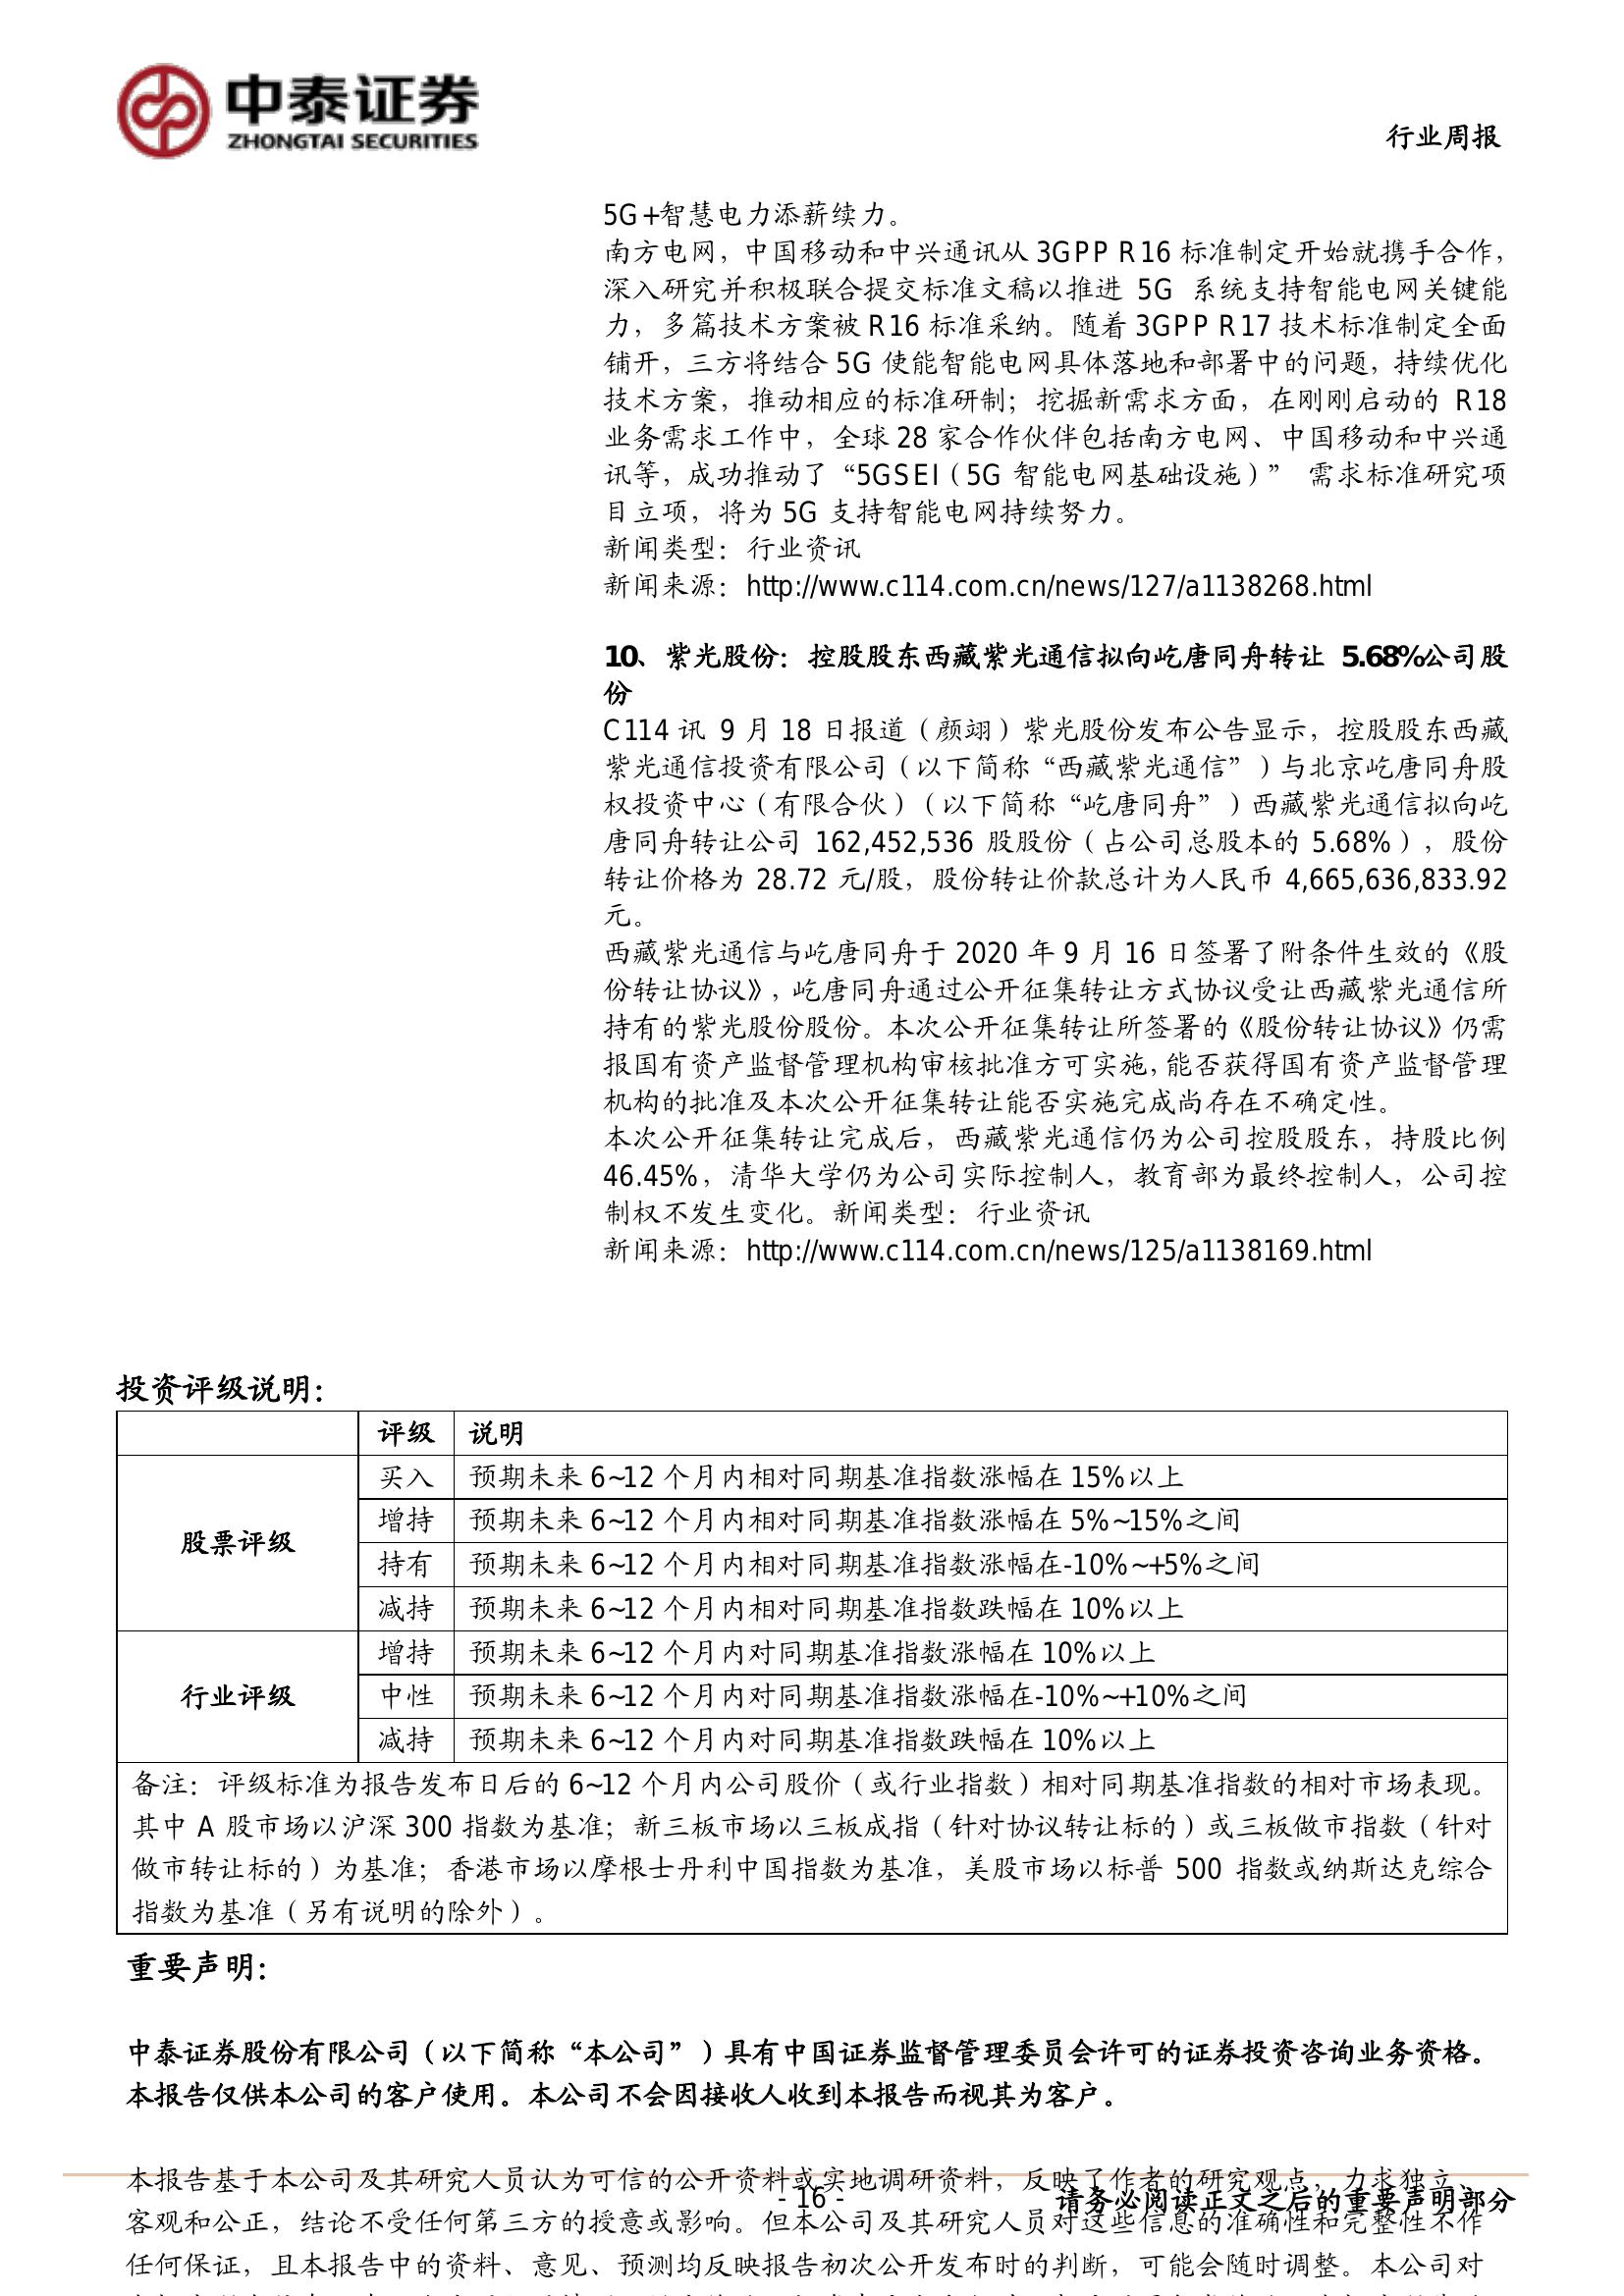 中泰证券
ZHONGTAI SECURITIES
行业周报
5G+智慧电力添薪续力。
南方电网，中国移动和中兴通讯从 3GPP R16 标准制定开始就携手合作，
深入研究并积极联合提交标准文稿以推进 5G 系统支持智能电网关键能
力，多篇技术方案被 R16 标准采纳。随着 3GPP R17 技术标准制定全面
铺开，三方将结合 5G 使能智能电网具体落地和部署中的问题，持续优化
技术方案，推动相应的标准研制；挖掘新需求方面，在刚刚启动的 R18
业务需求工作中，全球 28 家合作伙伴包括南方电网、中国移动和中兴通
讯等，成功推动了“5GSEI（5G 智能电网基础设施）” 需求标准研究项
目立项，将为 5G 支持智能电网持续努力。
新闻类型：行业资讯
新闻来源：http://www.c114.com.cn/news/127/a1138268.html
10、紫光股份：控股股东西藏紫光通信拟向屹唐同舟转让 5.68%公司股
份
C114 讯 9 月 18 日报道（颜翊）紫光股份发布公告显示，控股股东西藏
紫光通信投资有限公司（以下简称“西藏紫光通信”）与北京屹唐同舟股
权投资中心（有限合伙）（以下简称“屹唐同舟”）西藏紫光通信拟向屹
唐同舟转让公司 162,452,536 股股份（占公司总股本的 5.68%），股份
转让价格为 28.72 元/股，股份转让价款总计为人民币 4,665,636,833.92
元。
西藏紫光通信与屹唐同舟于 2020 年 9 月 16 日签署了附条件生效的《股
份转让协议》，屹唐同舟通过公开征集转让方式协议受让西藏紫光通信所
持有的紫光股份股份。本次公开征集转让所签署的《股份转让协议》仍需
报国有资产监督管理机构审核批准方可实施，能否获得国有资产监督管理
机构的批准及本次公开征集转让能否实施完成尚存在不确定性。
本次公开征集转让完成后，西藏紫光通信仍为公司控股股东，持股比例
46.45%，清华大学仍为公司实际控制人，教育部为最终控制人，公司控
制权不发生变化。新闻类型：行业资讯
新闻来源：http://www.c114.com.cn/news/125/a1138169.html
投资评级说明：
评级 说明
股票评级
买入 预期未来 6~12 个月内相对同期基准指数涨幅在 15%以上
增持 预期未来 6~12 个月内相对同期基准指数涨幅在 5%~15%之间
持有 预期未来 6~12 个月内相对同期基准指数涨幅在-10%~+5%之间
减持 预期未来 6~12 个月内相对同期基准指数跌幅在 10%以上
行业评级
增持 预期未来 6~12 个月内对同期基准指数涨幅在 10%以上
中性 预期未来 6~12 个月内对同期基准指数涨幅在-10%~+10%之间
减持 预期未来 6~12 个月内对同期基准指数跌幅在 10%以上
备注：评级标准为报告发布日后的 6~12 个月内公司股价（或行业指数）相对同期基准指数的相对市场表现。
其中 A 股市场以沪深 300 指数为基准；新三板市场以三板成指（针对协议转让标的）或三板做市指数（针对
做市转让标的）为基准；香港市场以摩根士丹利中国指数为基准，美股市场以标普 500 指数或纳斯达克综合
指数为基准（另有说明的除外）。
重要声明：
中泰证券股份有限公司（以下简称“本公司”）具有中国证券监督管理委员会许可的证券投资咨询业务资格。
本报告仅供本公司的客户使用。本公司不会因接收人收到本报告而视其为客户。
本报告基于本公司及其研究人员认为可信的公开资料或实地调研资料，反映了作者的研究观点，力求独立、
- 16 -
请务必阅读正文之后的重要声明部分
客观和公正，结论不受任何第三方的授意或影响。但本公司及其研究人员对这些信息的准确性和完整性不作
任何保证，且本报告中的资料、意见、预测均反映报告初次公开发布时的判断，可能会随时调整。本公司对